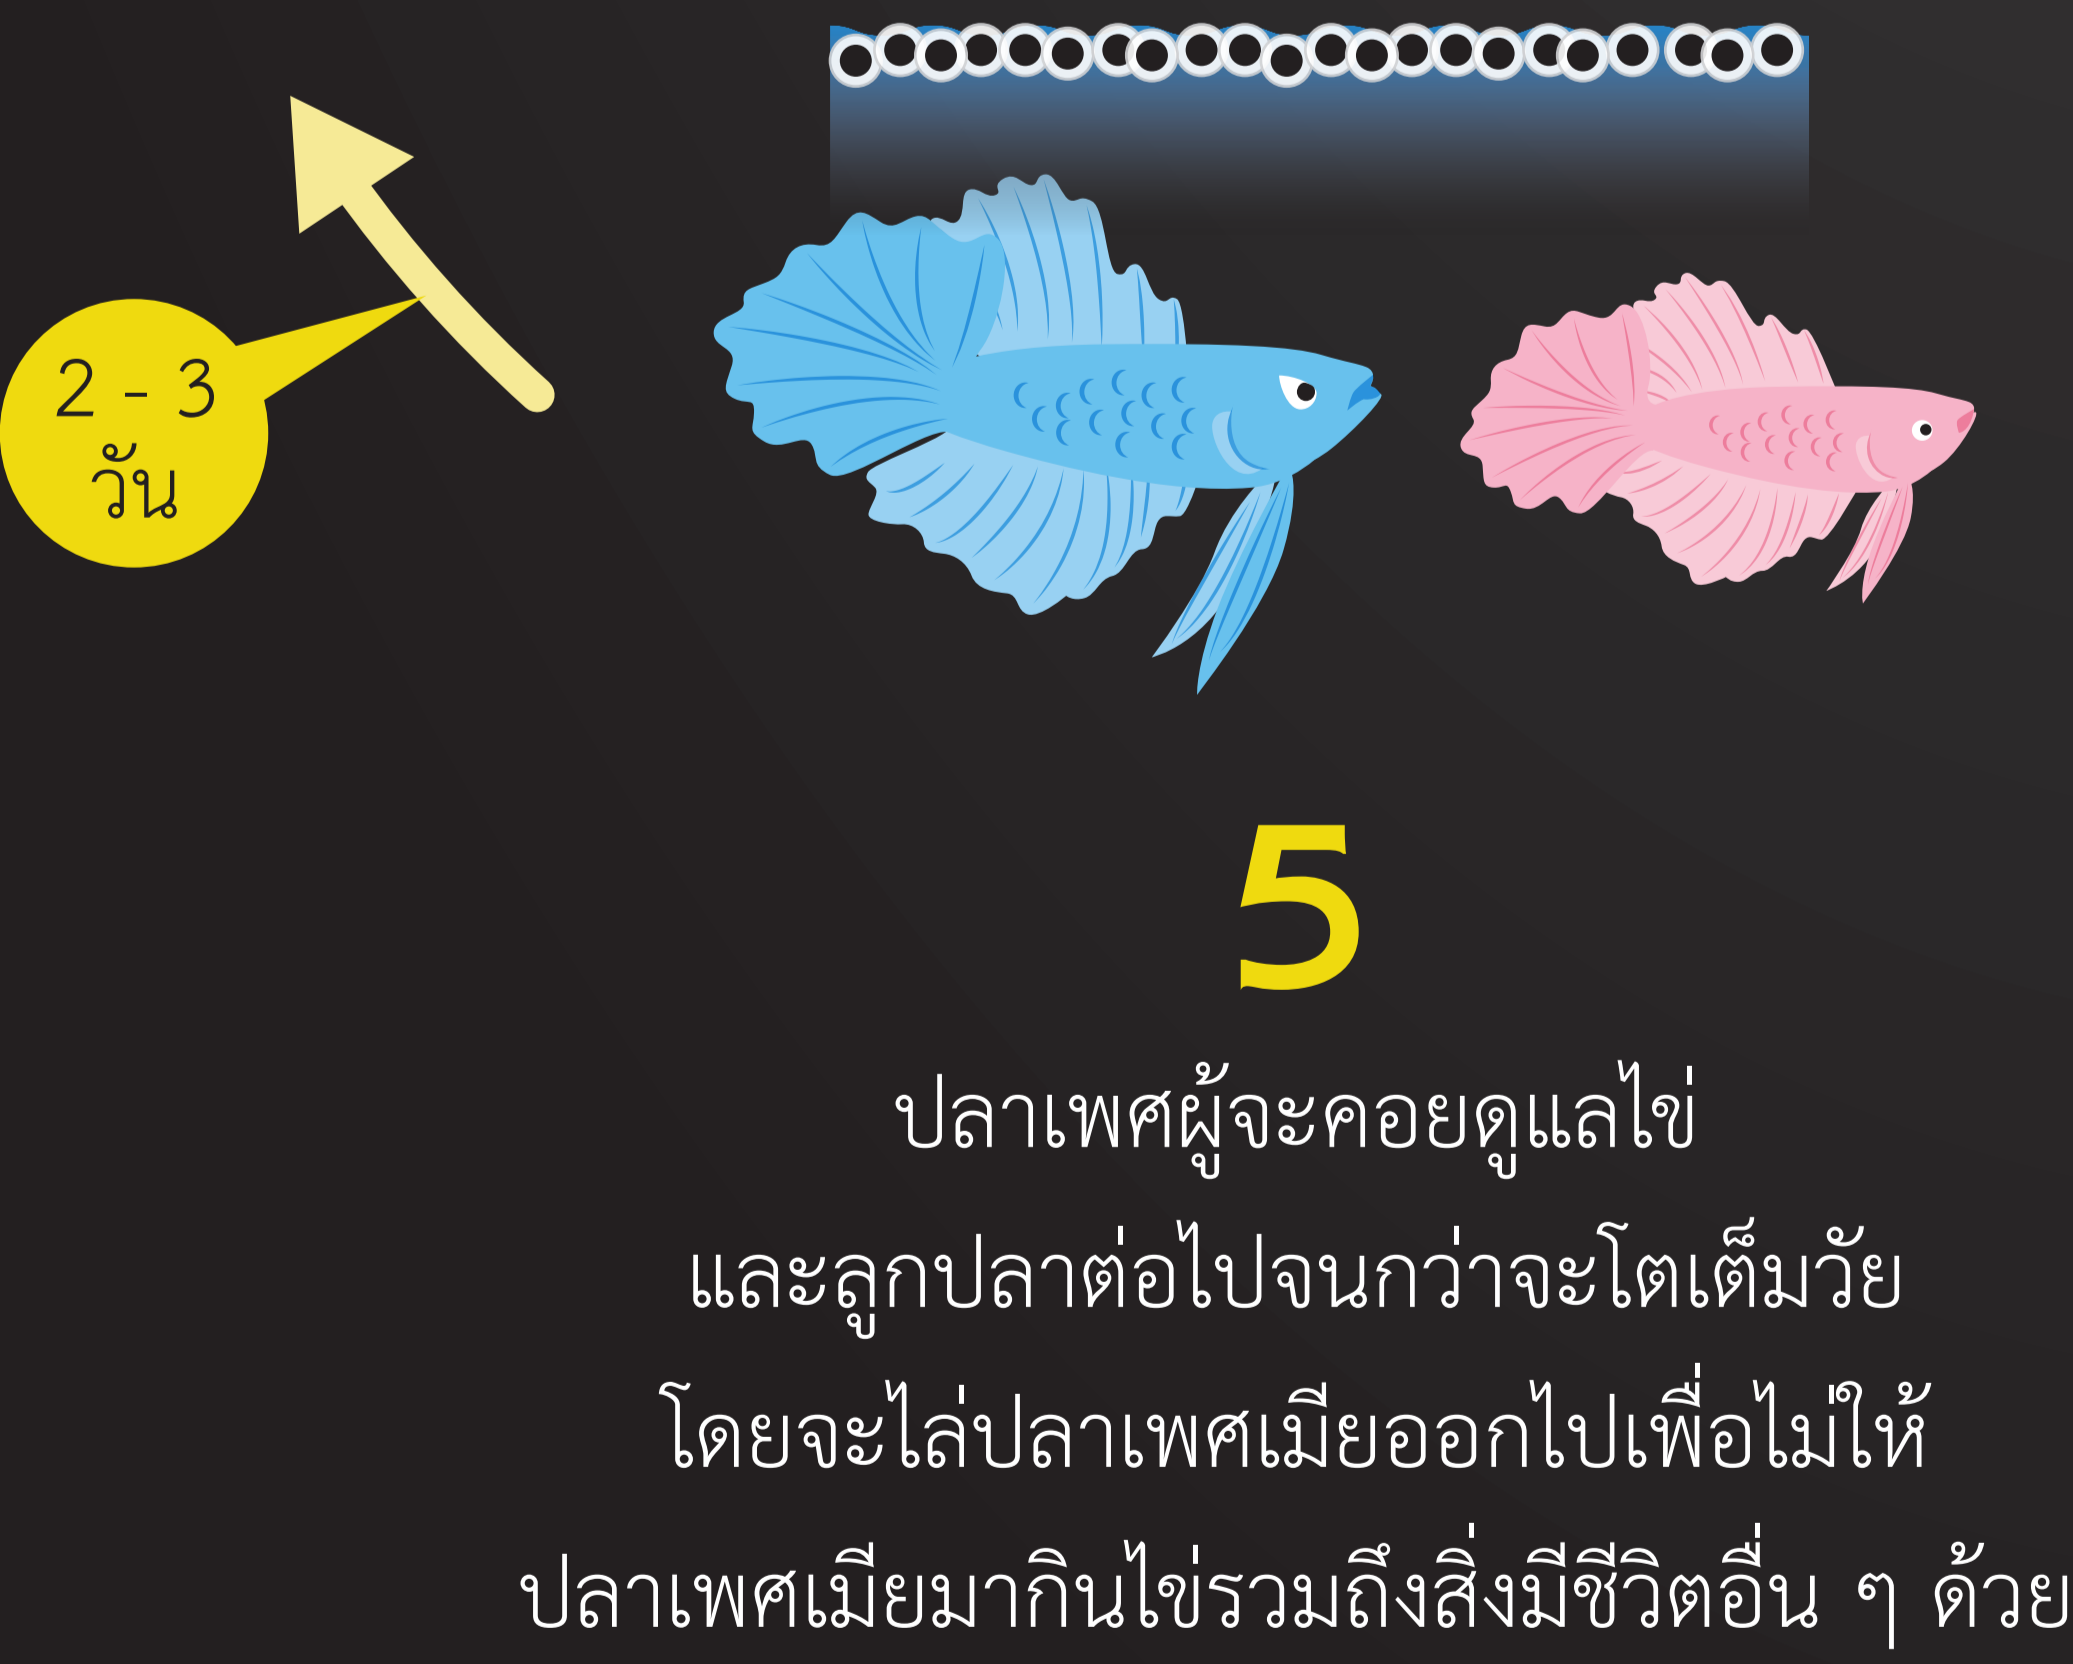 2 - 3
วัน
5
ปลาเพศผู้จะคอยดูแลไข่
และลูกปลาต่อไปจนกว่าจะโตเต็มวัย
โดยจะไล่ปลาเพศเมียออกไปเพื่อไม่ให้
ปลาเพศเมียมากินไข่รวมถึงสิ่งมีชีวิตอื่น ๆ ด้วย